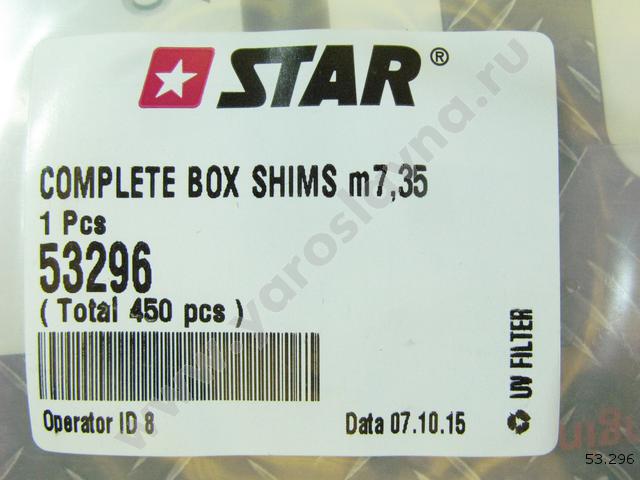 STAR®
COMPLETE BOX SHIMS m7,35
1 Pcs
53296
( Total 450 pcs )
Operator ID 8
Data 07.10.15
UV FILTER
www.yaroslavna.ru
53.296